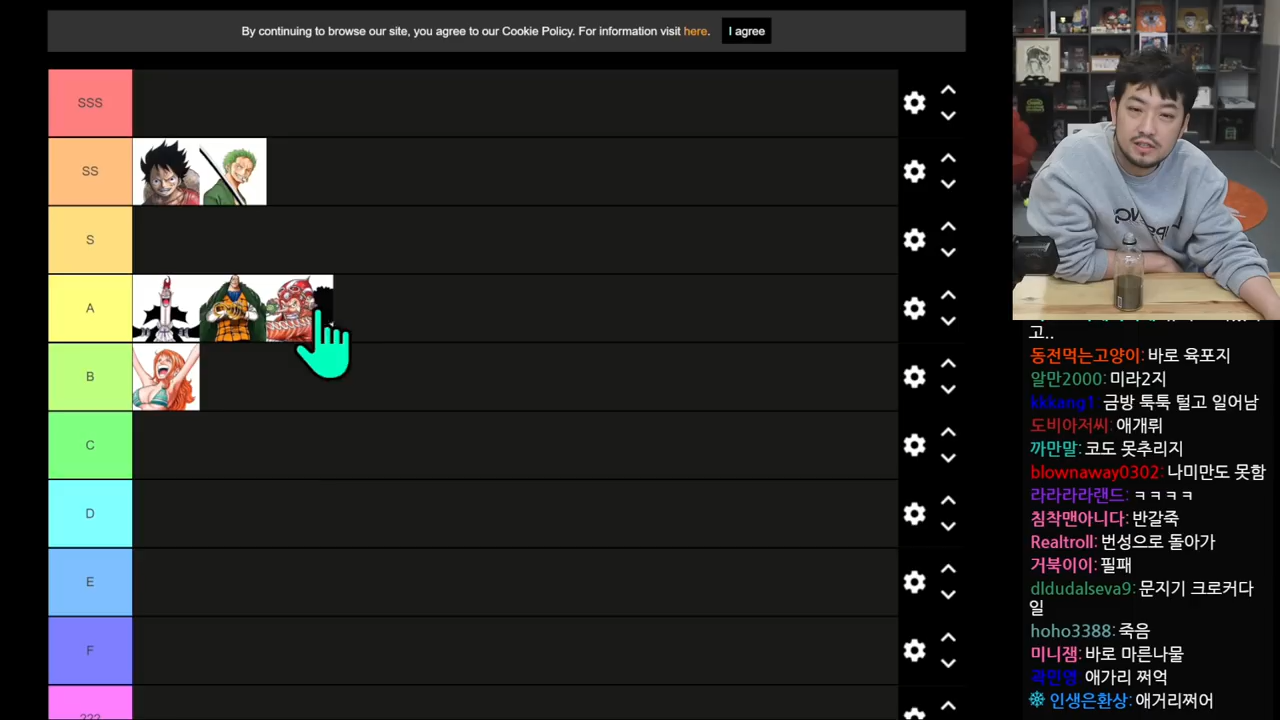 By continuing to browse our site, you agree to our Cookie Policy. For information visit here.
I agree
SSS
SS
S
A
B
C
D
E
F
고..
동전먹는고양이: 바로 육포지
알만2000: 미라2지
kkkang1: 금방 툭툭 털고 일어남
도비아저씨: 애개뤼
까만말: 코도 못추리지
blownaway0302: 나미만도 못함
라라라라랜드: ㅋㅋㅋㅋ
침착맨아니다: 반갈죽
Realtroll: 번성으로 돌아가
거북이이: 필패
dldudalseva9: 문지기 크로커다
일
hoho3388: 죽음
미니잼: 바로 마른나물
곽민영: 애가리 쩌억
인생은환상: 애거리쩌어